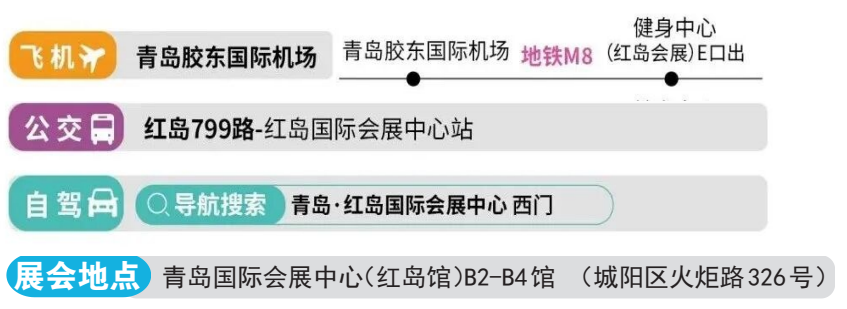 飞机 青岛胶东国际机场 青岛胶东国际机场 地铁M8 健身中心
(红岛会展)E口出
公交 红岛799路-红岛国际会展中心站
自驾 导航搜索 青岛·红岛国际会展中心 西门
展会地点 青岛国际会展中心(红岛馆)B2-B4馆 (城阳区火炬路326号)